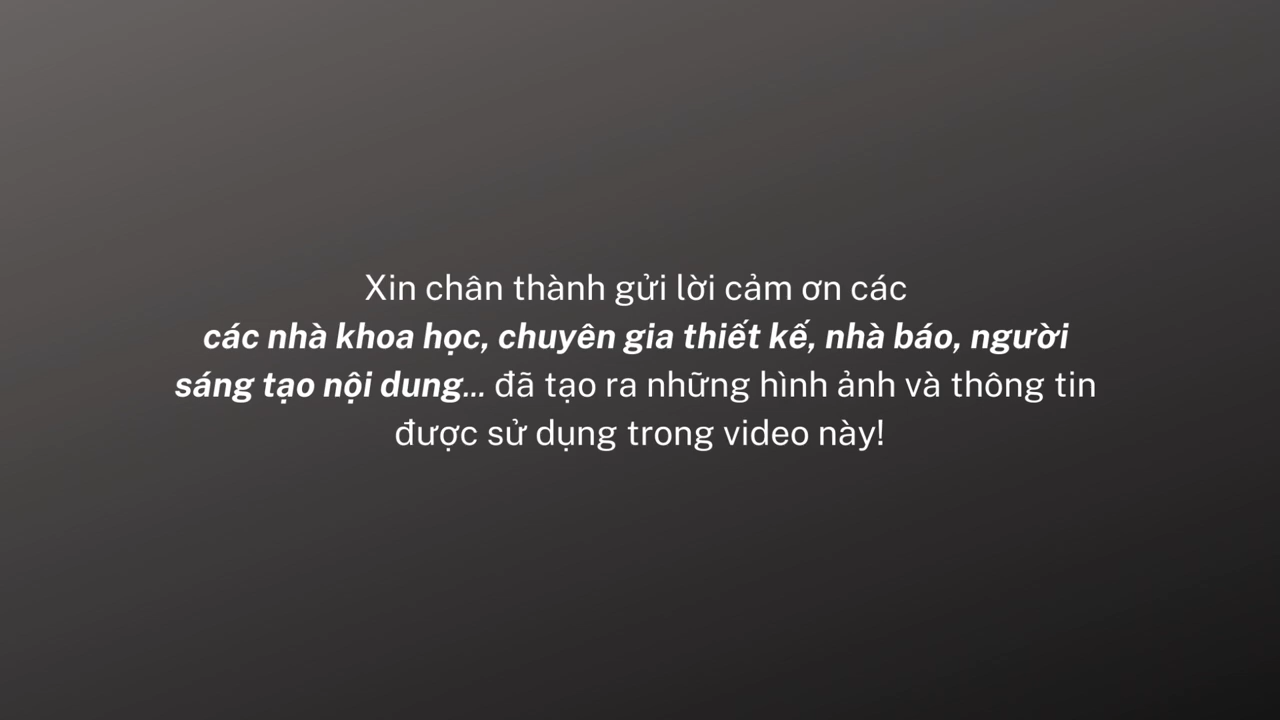 Xin chân thành gửi lời cảm ơn các
các nhà khoa học, chuyên gia thiết kế, nhà báo, người
sáng tạo nội dung... đã tạo ra những hình ảnh và thông tin
được sử dụng trong video này!